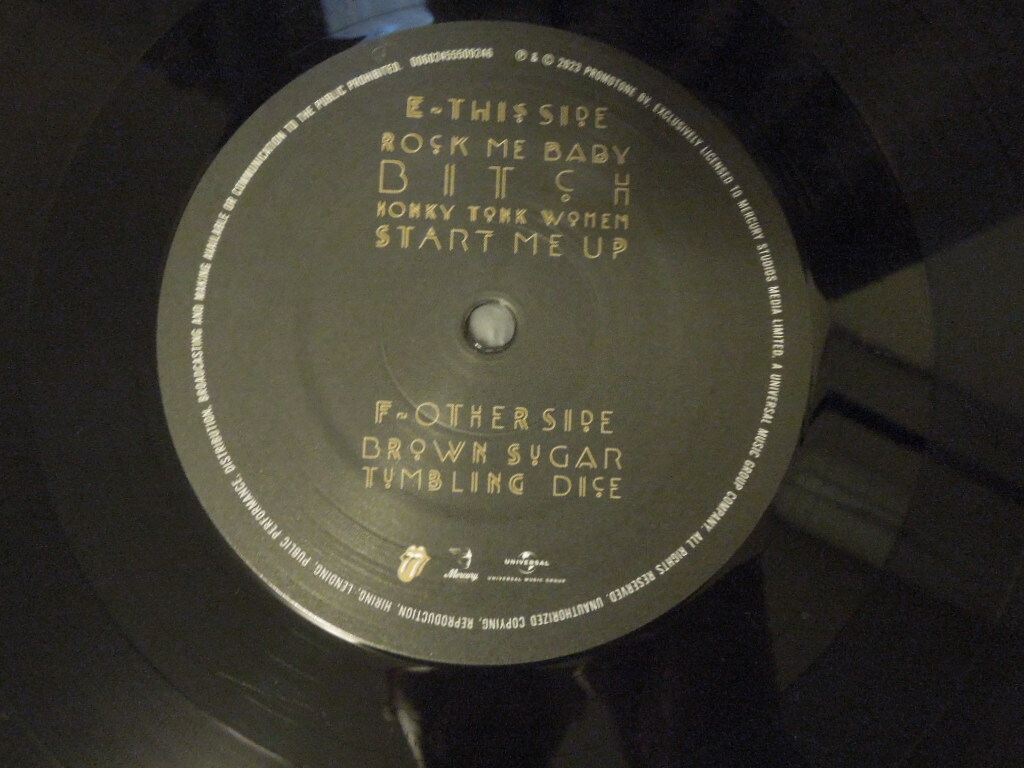 E-THIS SIDE
ROCK ME BABY
BITCH
HONKY TONK WOMEN
START ME UP
F-OTHER SIDE
BROWN SUGAR
TUMBLING DICE
Mercury
UNIVERSAL
UNIVERSAL MUSIC GROUP
℗ & © 2023 PROMOTONE BV, EXCLUSIVELY LICENSED TO MERCURY STUDIOS MEDIA LIMITED. A UNIVERSAL MUSIC GROUP COMPANY. ALL RIGHTS RESERVED. UNAUTHORIZED COPYING, REPRODUCTION, HIRING, LENDING, PUBLIC PERFORMANCE, DISTRIBUTION, BROADCASTING AND MAKING AVAILABLE OR COMMUNICATION TO THE PUBLIC PROHIBITED. 00602455509246